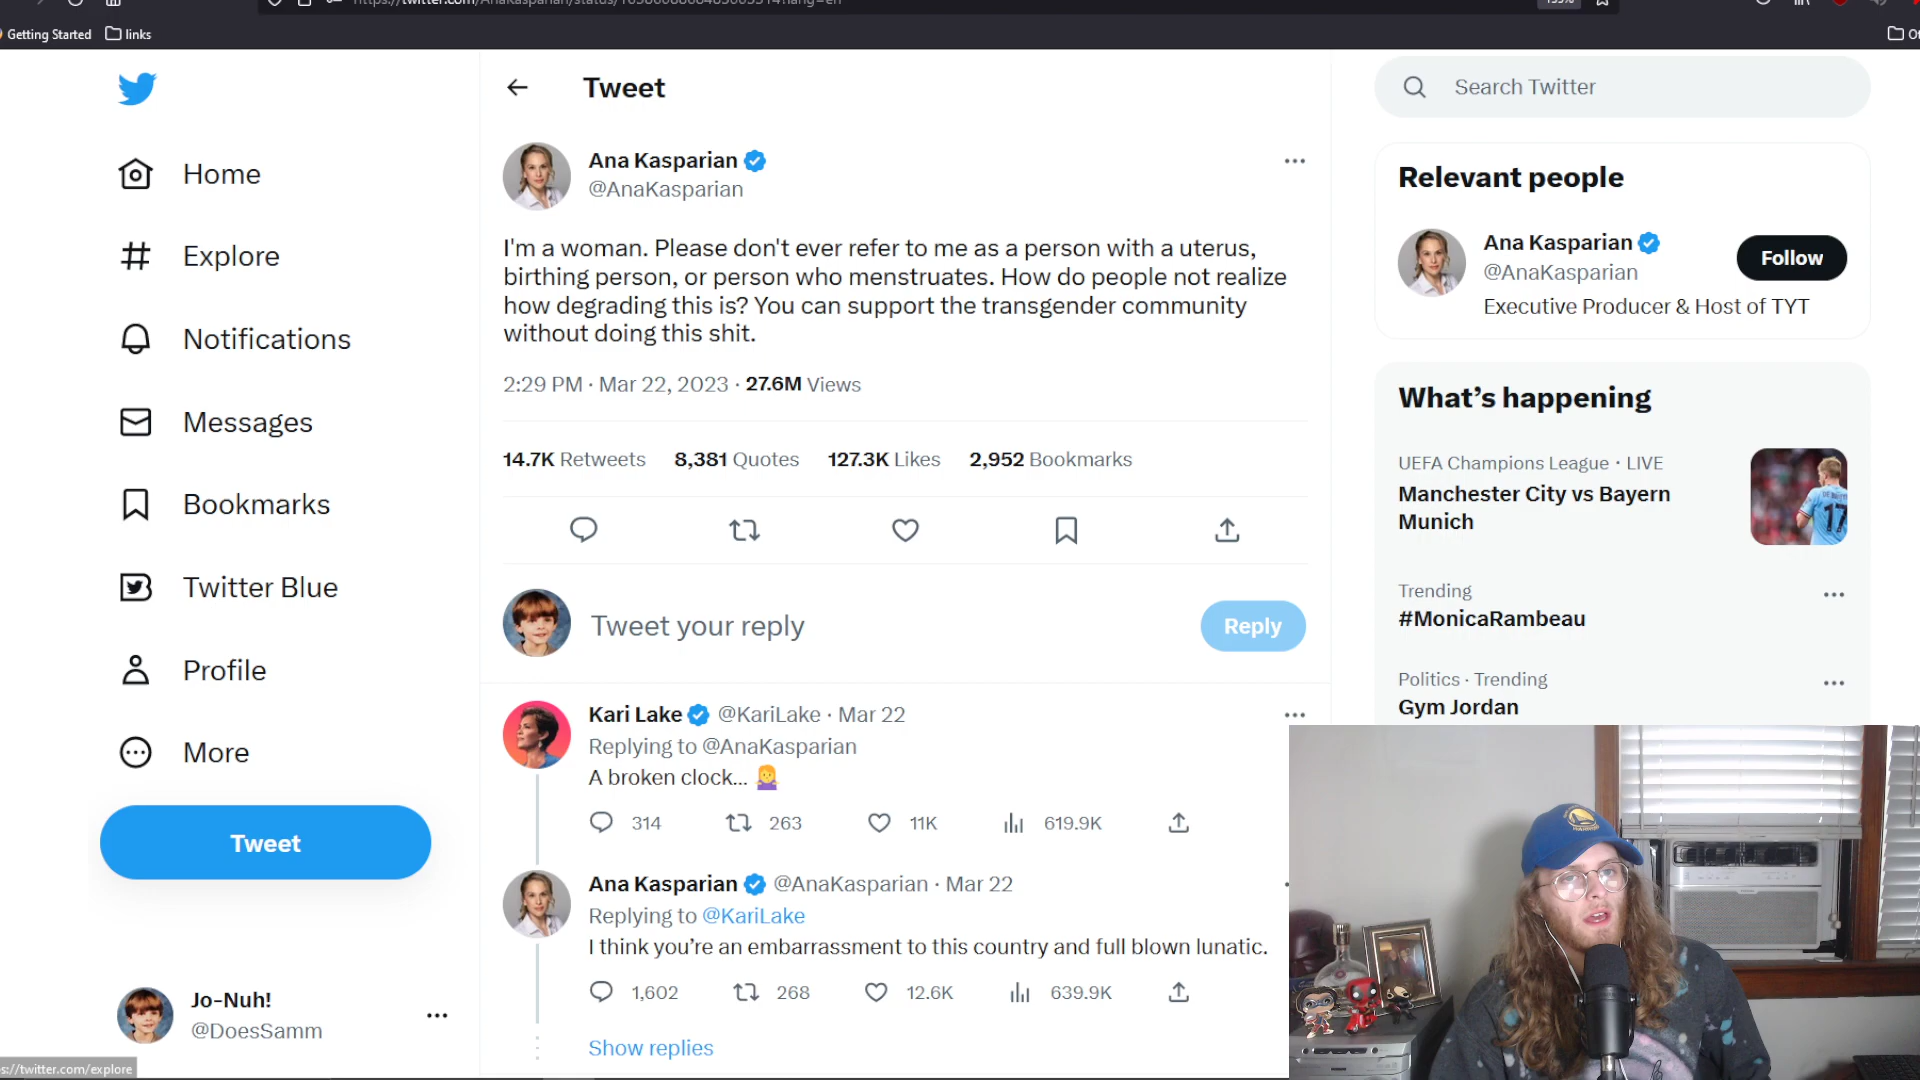 Getting Started links
Tweet
Search Twitter
Home
Explore
Notifications
Messages
Bookmarks
Twitter Blue
Profile
More
Tweet
Jo-Nuh!
@DoesSamm
s://twitter.com/explore
Ana Kasparian
@AnaKasparian
I'm a woman. Please don't ever refer to me as a person with a uterus,
birthing person, or person who menstruates. How do people not realize
how degrading this is? You can support the transgender community
without doing this shit.
2:29 PM · Mar 22, 2023 · 27.6M Views
14.7K Retweets 8,381 Quotes 127.3K Likes 2,952 Bookmarks
Tweet your reply
Reply
Kari Lake @KariLake · Mar 22
Replying to @AnaKasparian
A broken clock... 🤷‍♀️
314 263 11K 619.9K
Ana Kasparian @AnaKasparian · Mar 22
Replying to @KariLake
I think you’re an embarrassment to this country and full blown lunatic.
1,602 268 12.6K 639.9K
Show replies
Relevant people
Ana Kasparian
@AnaKasparian
Follow
Executive Producer & Host of TYT
What’s happening
UEFA Champions League · LIVE
Manchester City vs Bayern
Munich
17
Trending
#MonicaRambeau
Politics · Trending
Gym Jordan